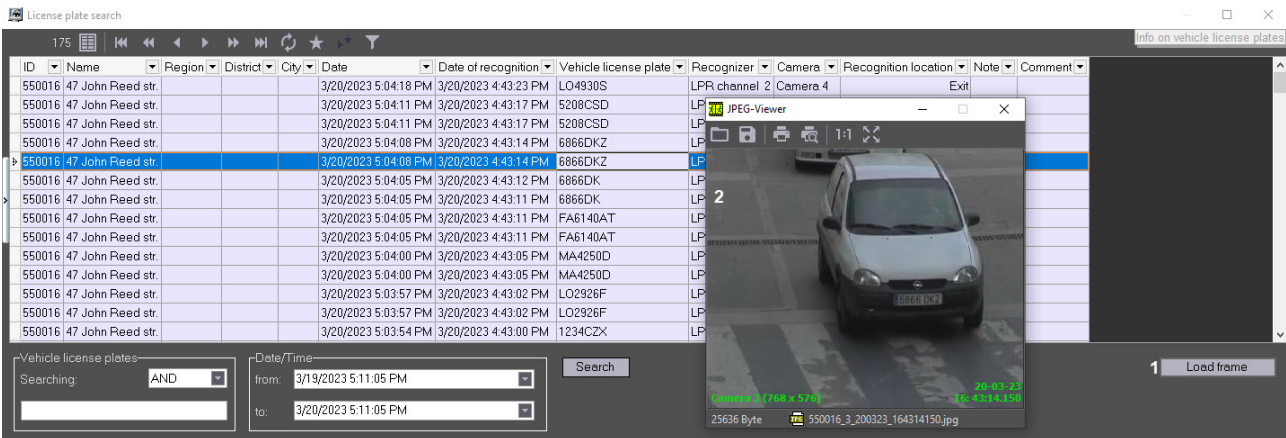 License plate search
175
Info on vehicle license plates
ID Name Region District City Date Date of recognition Vehicle license plate Recognizer Camera Recognition location Note Comment
550016 47 John Reed str. 3/20/2023 5:04:18 PM 3/20/2023 4:43:23 PM LO4930S LPR channel 2 Camera 4 Exit
550016 47 John Reed str. 3/20/2023 5:04:11 PM 3/20/2023 4:43:17 PM 5208CSD LP
550016 47 John Reed str. 3/20/2023 5:04:11 PM 3/20/2023 4:43:17 PM 5208CSD LP
550016 47 John Reed str. 3/20/2023 5:04:08 PM 3/20/2023 4:43:14 PM 6866DKZ LP
550016 47 John Reed str. 3/20/2023 5:04:08 PM 3/20/2023 4:43:14 PM 6866DKZ LP
550016 47 John Reed str. 3/20/2023 5:04:05 PM 3/20/2023 4:43:12 PM 6866DK LP
550016 47 John Reed str. 3/20/2023 5:04:05 PM 3/20/2023 4:43:11 PM 6866DK LP
550016 47 John Reed str. 3/20/2023 5:04:05 PM 3/20/2023 4:43:11 PM FA6140AT LP
550016 47 John Reed str. 3/20/2023 5:04:05 PM 3/20/2023 4:43:11 PM FA6140AT LP
550016 47 John Reed str. 3/20/2023 5:04:00 PM 3/20/2023 4:43:05 PM MA4250D LP
550016 47 John Reed str. 3/20/2023 5:04:00 PM 3/20/2023 4:43:05 PM MA4250D LP
550016 47 John Reed str. 3/20/2023 5:03:57 PM 3/20/2023 4:43:02 PM LO2926F LP
550016 47 John Reed str. 3/20/2023 5:03:57 PM 3/20/2023 4:43:02 PM LO2926F LP
550016 47 John Reed str. 3/20/2023 5:03:54 PM 3/20/2023 4:43:00 PM 1234CZX LP
JPEG-Viewer
1:1
2
20-03-23
Camera 3 (768 x 576) 16:43:14.150
25636 Byte 550016_3_200323_164314150.jpg
Vehicle license plates
Searching: AND
Date/Time
from: 3/19/2023 5:11:05 PM
to: 3/20/2023 5:11:05 PM
Search
1 Load frame